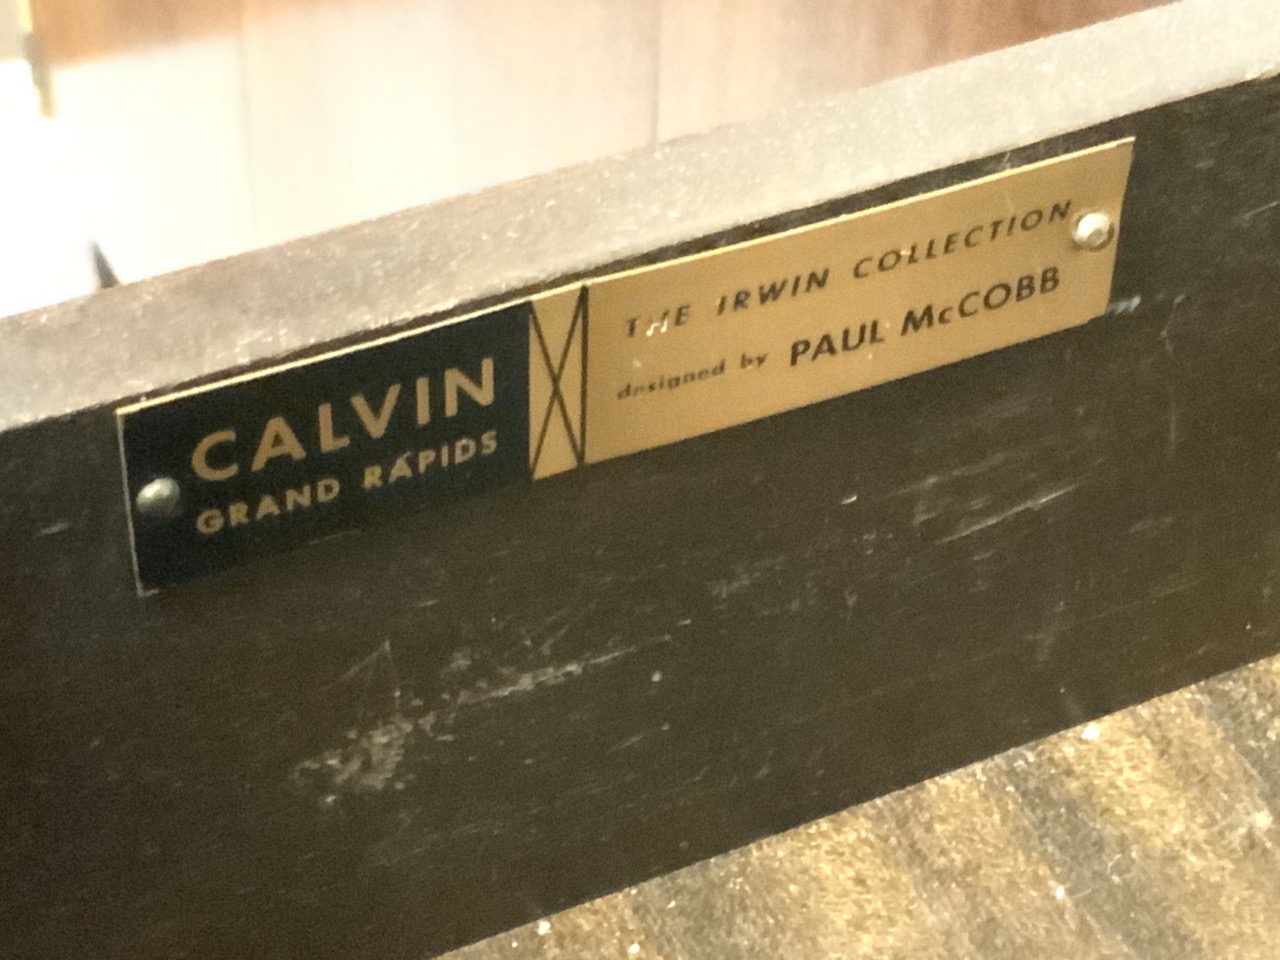 CALVIN
GRAND RAPIDS
THE IRWIN COLLECTION
designed by PAUL McCOBB